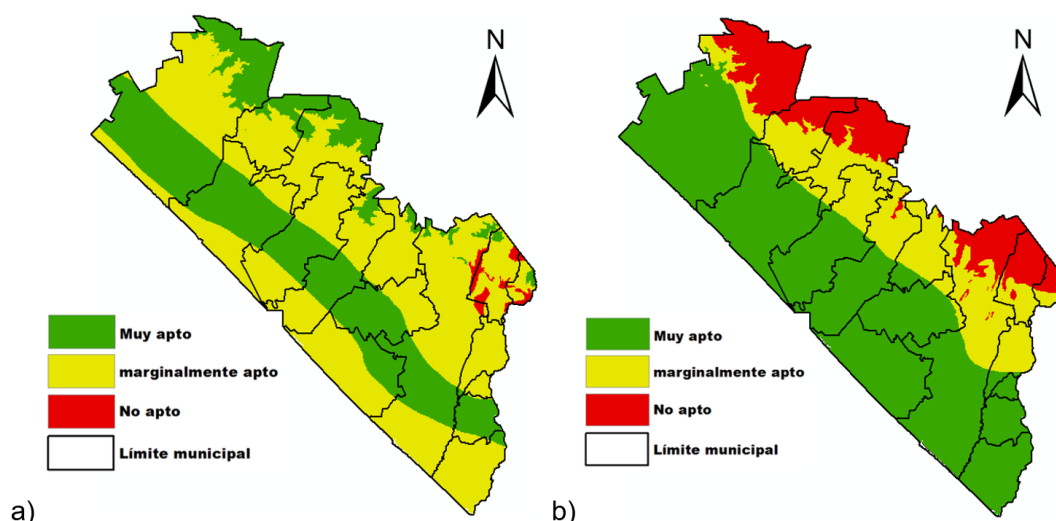 N
Muy apto
marginalmente apto
No apto
Límite municipal
a)
N
Muy apto
marginalmente apto
No apto
Límite municipal
b)